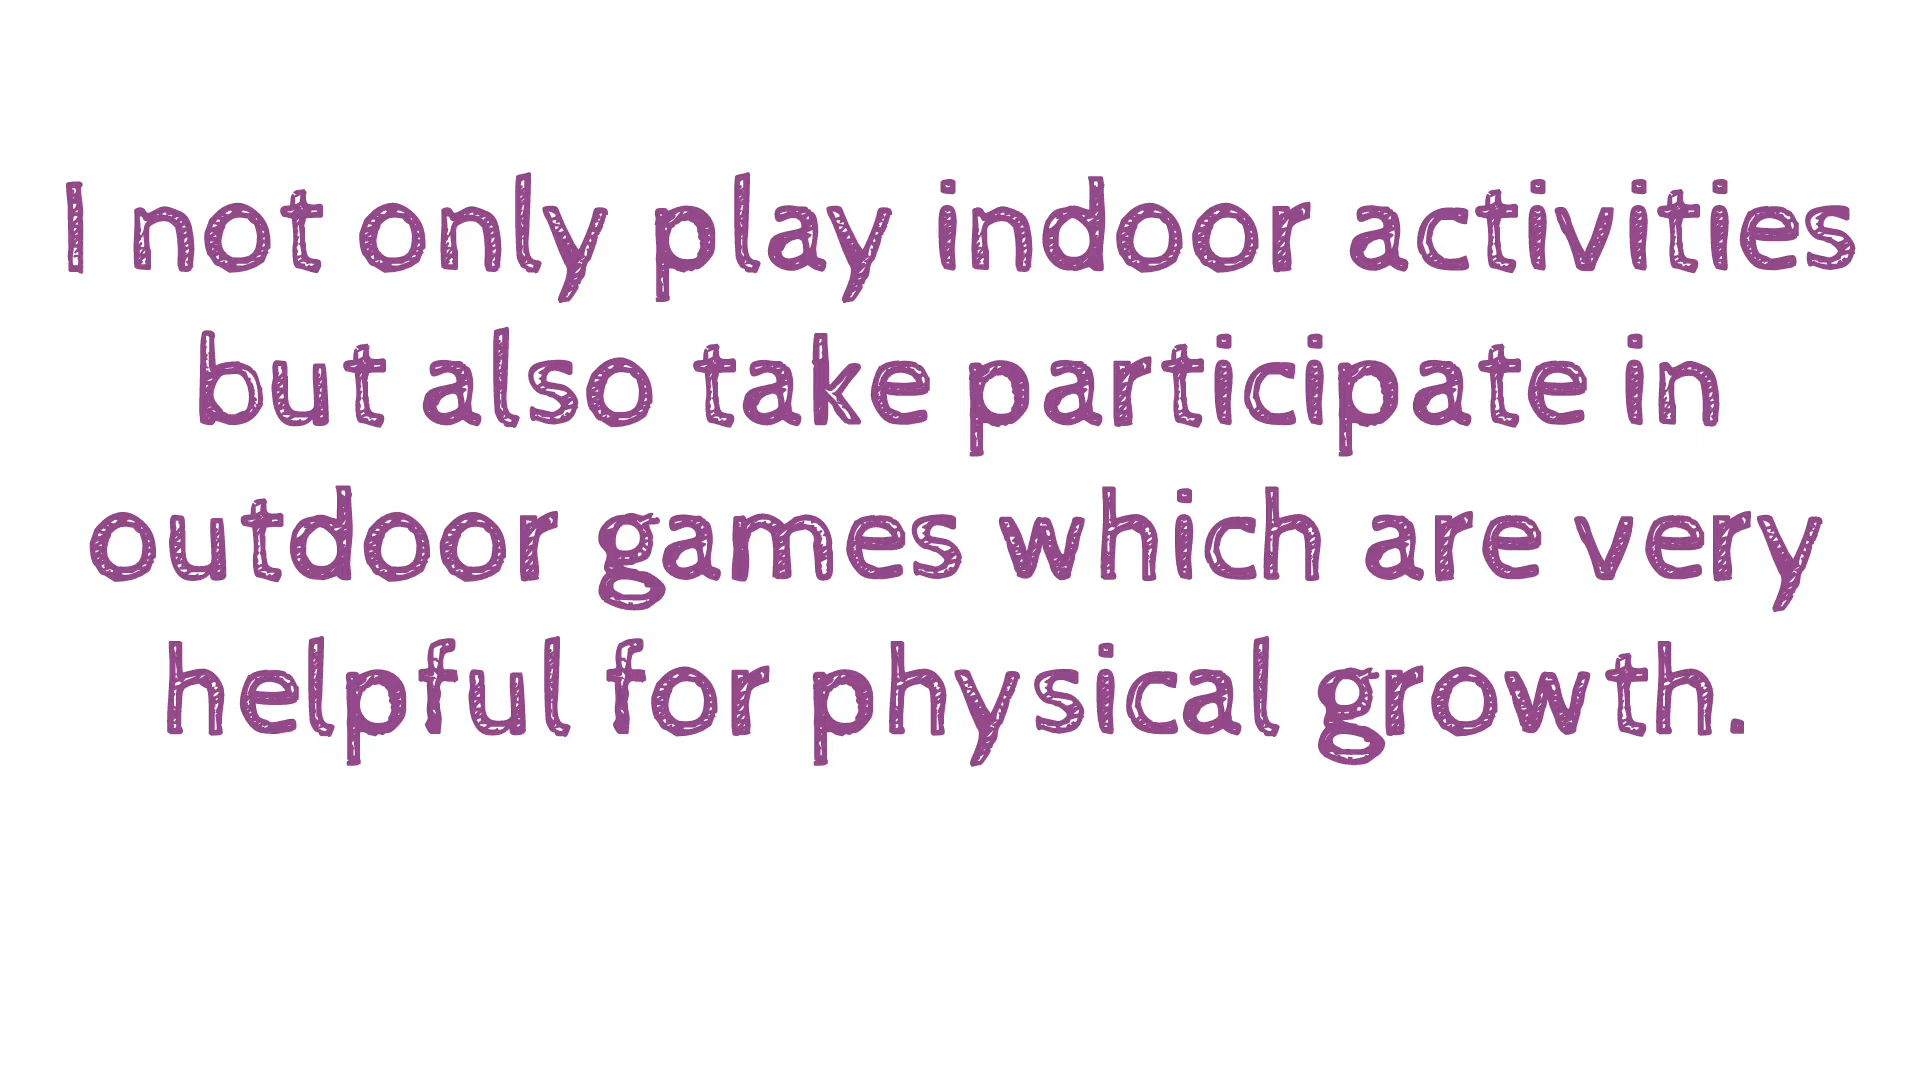 I not only play indoor activities
but also take participate in
outdoor games which are very
helpful for physical growth.